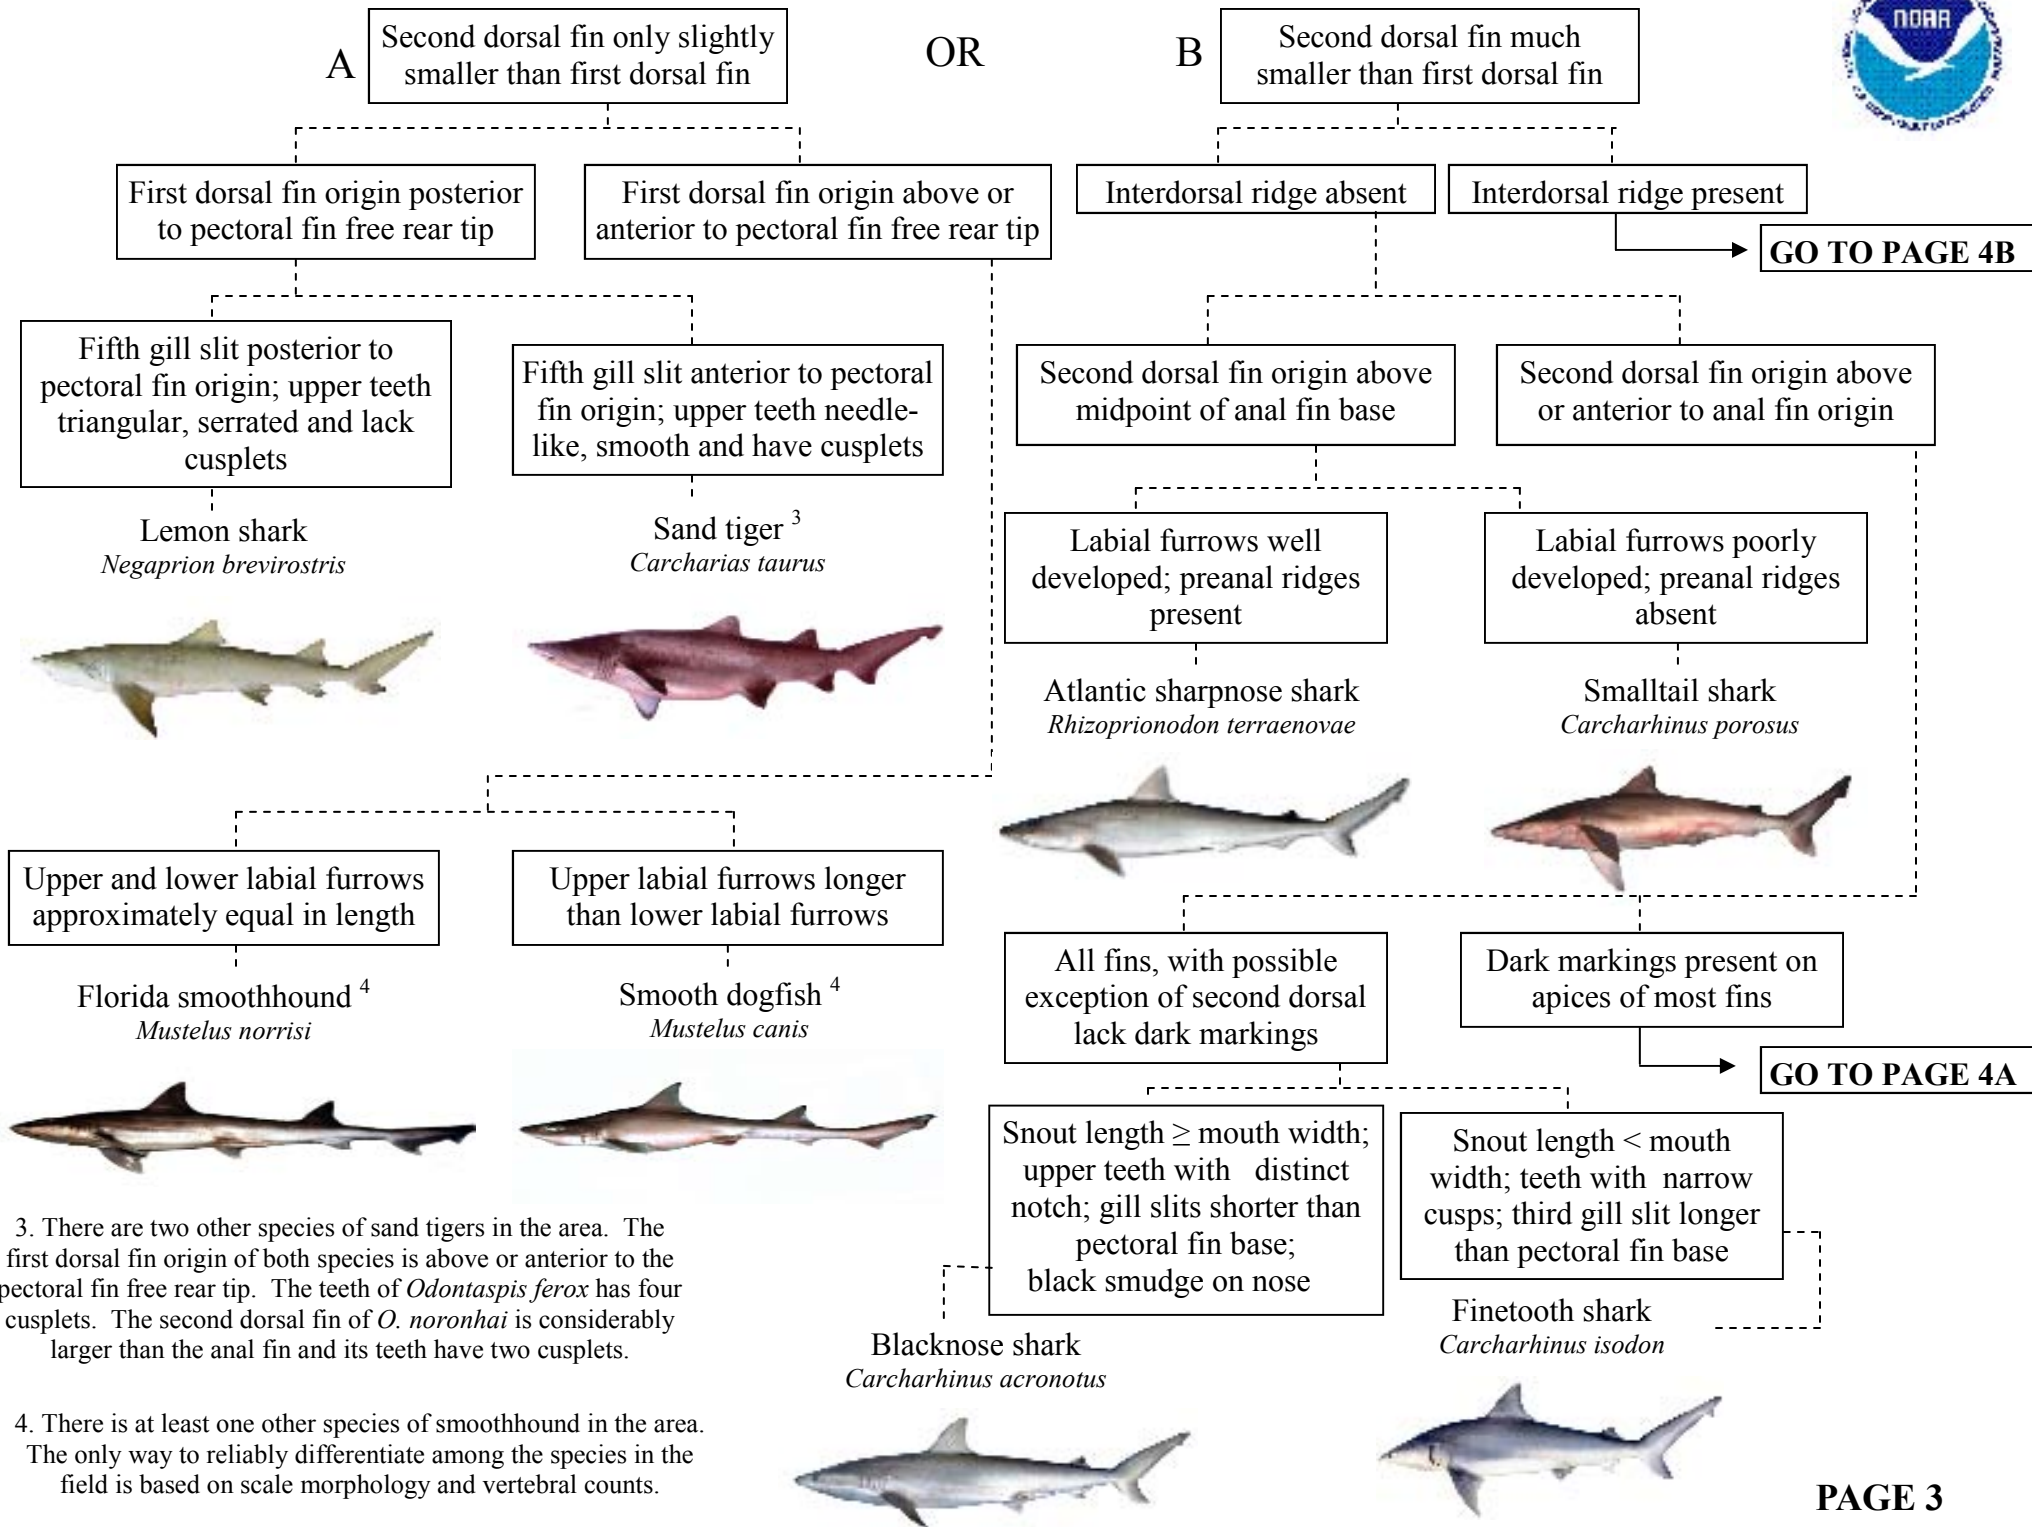 NOAA
A
Second dorsal fin only slightly
smaller than first dorsal fin
OR
B
Second dorsal fin much
smaller than first dorsal fin
First dorsal fin origin posterior
to pectoral fin free rear tip
First dorsal fin origin above or
anterior to pectoral fin free rear tip
Interdorsal ridge absent
Interdorsal ridge present
GO TO PAGE 4B
Fifth gill slit posterior to
pectoral fin origin; upper teeth
triangular, serrated and lack
cusplets
Fifth gill slit anterior to pectoral
fin origin; upper teeth needle-
like, smooth and have cusplets
Second dorsal fin origin above
midpoint of anal fin base
Second dorsal fin origin above
or anterior to anal fin origin
Lemon shark
Negaprion brevirostris
Sand tiger 3
Carcharias taurus
Labial furrows well
developed; preanal ridges
present
Labial furrows poorly
developed; preanal ridges
absent
Atlantic sharpnose shark
Rhizoprionodon terraenovae
Smalltail shark
Carcharhinus porosus
Upper and lower labial furrows
approximately equal in length
Upper labial furrows longer
than lower labial furrows
Florida smoothhound 4
Mustelus norrisi
Smooth dogfish 4
Mustelus canis
All fins, with possible
exception of second dorsal
lack dark markings
Dark markings present on
apices of most fins
GO TO PAGE 4A
Snout length ≥ mouth width;
upper teeth with distinct
notch; gill slits shorter than
pectoral fin base;
black smudge on nose
Snout length < mouth
width; teeth with narrow
cusps; third gill slit longer
than pectoral fin base
Blacknose shark
Carcharhinus acronotus
Finetooth shark
Carcharhinus isodon
3. There are two other species of sand tigers in the area. The
first dorsal fin origin of both species is above or anterior to the
pectoral fin free rear tip. The teeth of Odontaspis ferox has four
cusplets. The second dorsal fin of O. noronhai is considerably
larger than the anal fin and its teeth have two cusplets.
4. There is at least one other species of smoothhound in the area.
The only way to reliably differentiate among the species in the
field is based on scale morphology and vertebral counts.
PAGE 3